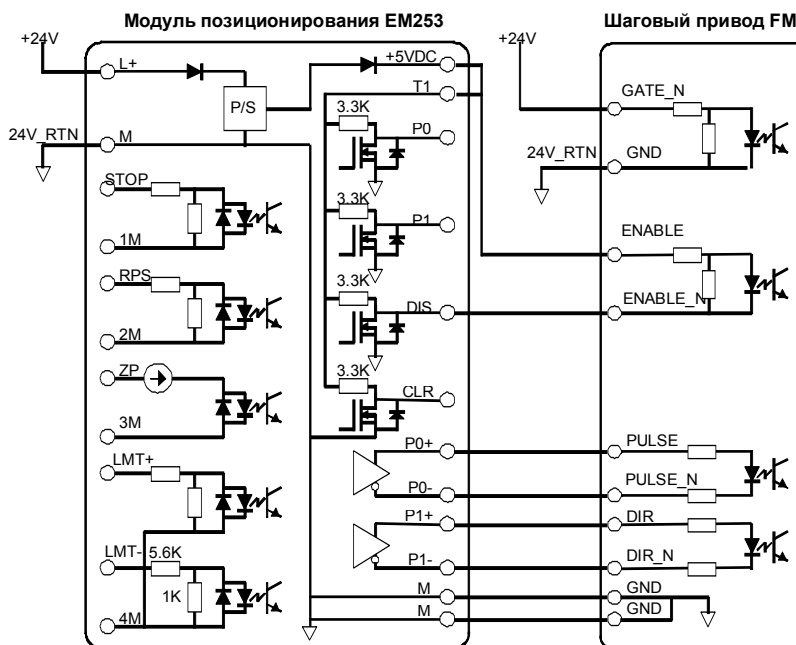 Модуль позиционирования EM253
Шаговый привод FM
+24V
L+
P/S
+5VDC
T1
3.3K
P0
24V_RTN
M
STOP
1M
3.3K
P1
RPS
2M
3.3K
DIS
ZP
3M
3.3K
CLR
LMT+
P0+
P0-
P1+
LMT-
5.6K
P1-
1K
M
4M
M
+24V
GATE_N
24V_RTN
GND
ENABLE
ENABLE_N
PULSE
PULSE_N
DIR
DIR_N
GND
GND